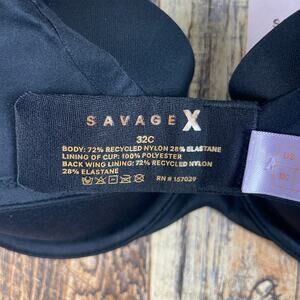 SAVAGE X
32C
BODY: 72% RECYCLED NYLON 28% ELASTANE
LINING OF CUP: 100% POLYESTER
BACK WING LINING: 72% RECYCLED NYLON
28% ELASTANE
RN # 157029